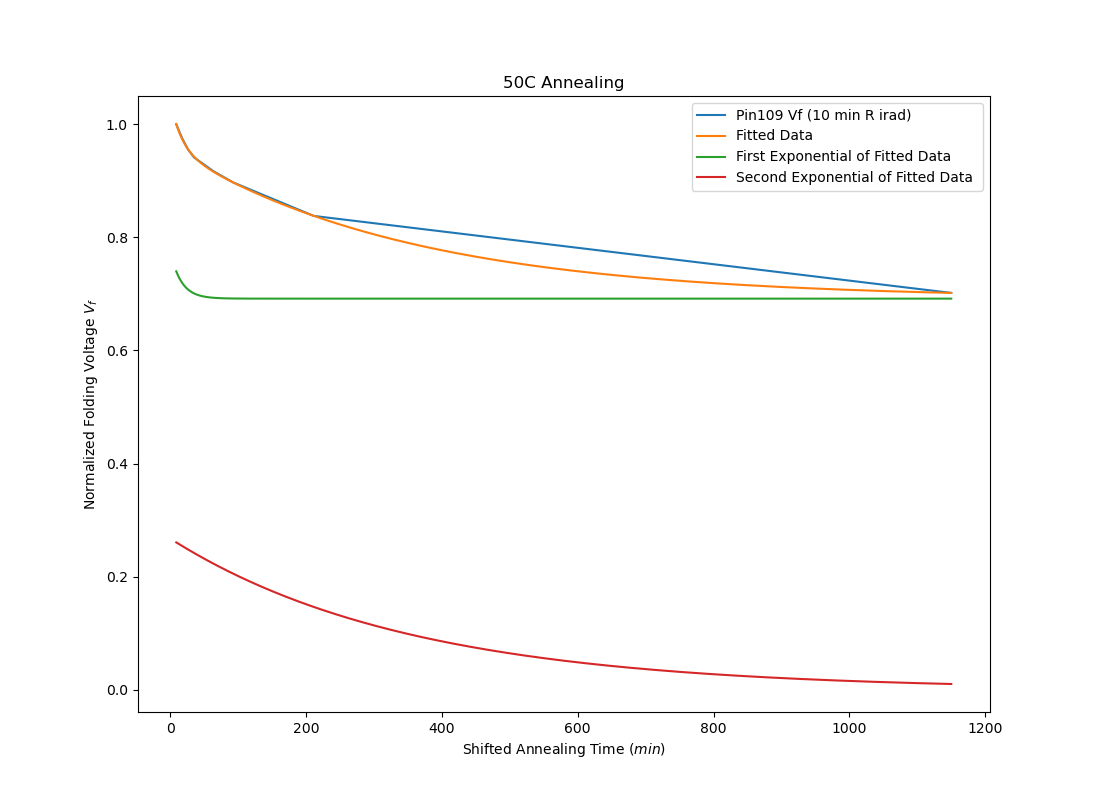 50C Annealing
Pin109 Vf (10 min R irad)
Fitted Data
First Exponential of Fitted Data
Second Exponential of Fitted Data
Normalized Folding Voltage V_f
1.0
0.8
0.6
0.4
0.2
0.0
0 200 400 600 800 1000 1200
Shifted Annealing Time (min)